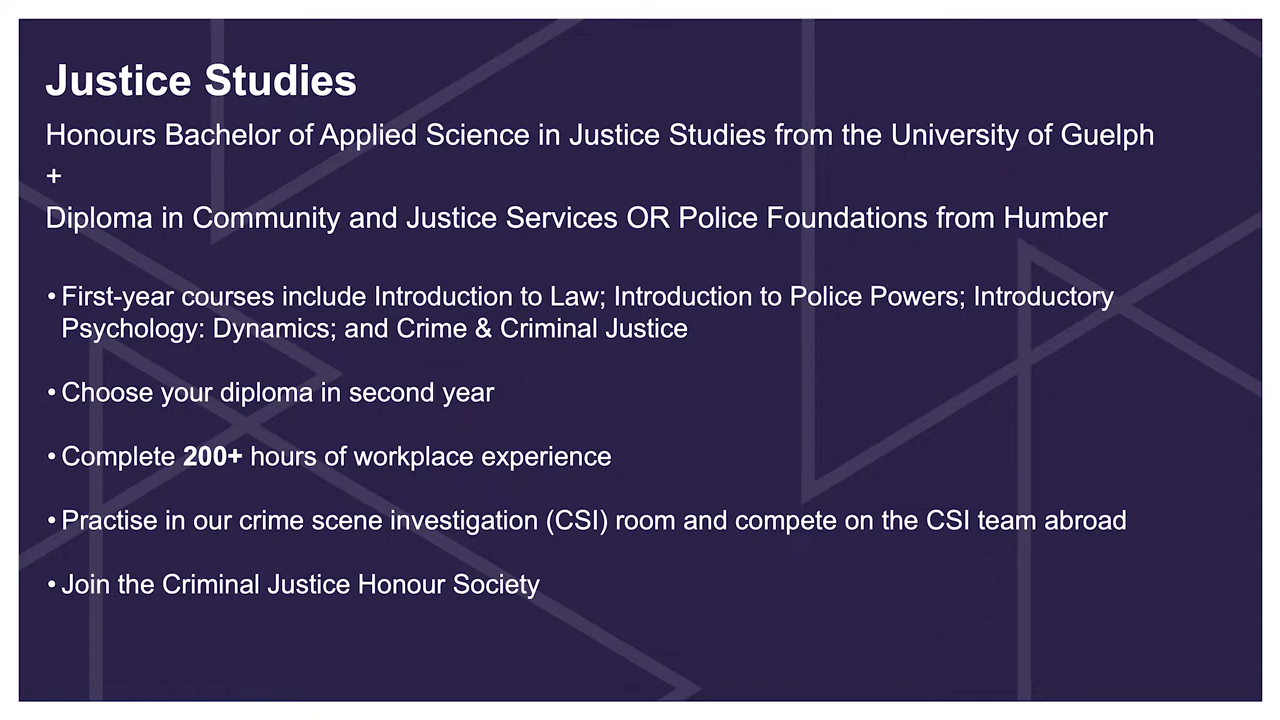 Justice Studies
Honours Bachelor of Applied Science in Justice Studies from the University of Guelph
+
Diploma in Community and Justice Services OR Police Foundations from Humber
• First-year courses include Introduction to Law; Introduction to Police Powers; Introductory
Psychology: Dynamics; and Crime & Criminal Justice
• Choose your diploma in second year
• Complete 200+ hours of workplace experience
• Practise in our crime scene investigation (CSI) room and compete on the CSI team abroad
• Join the Criminal Justice Honour Society